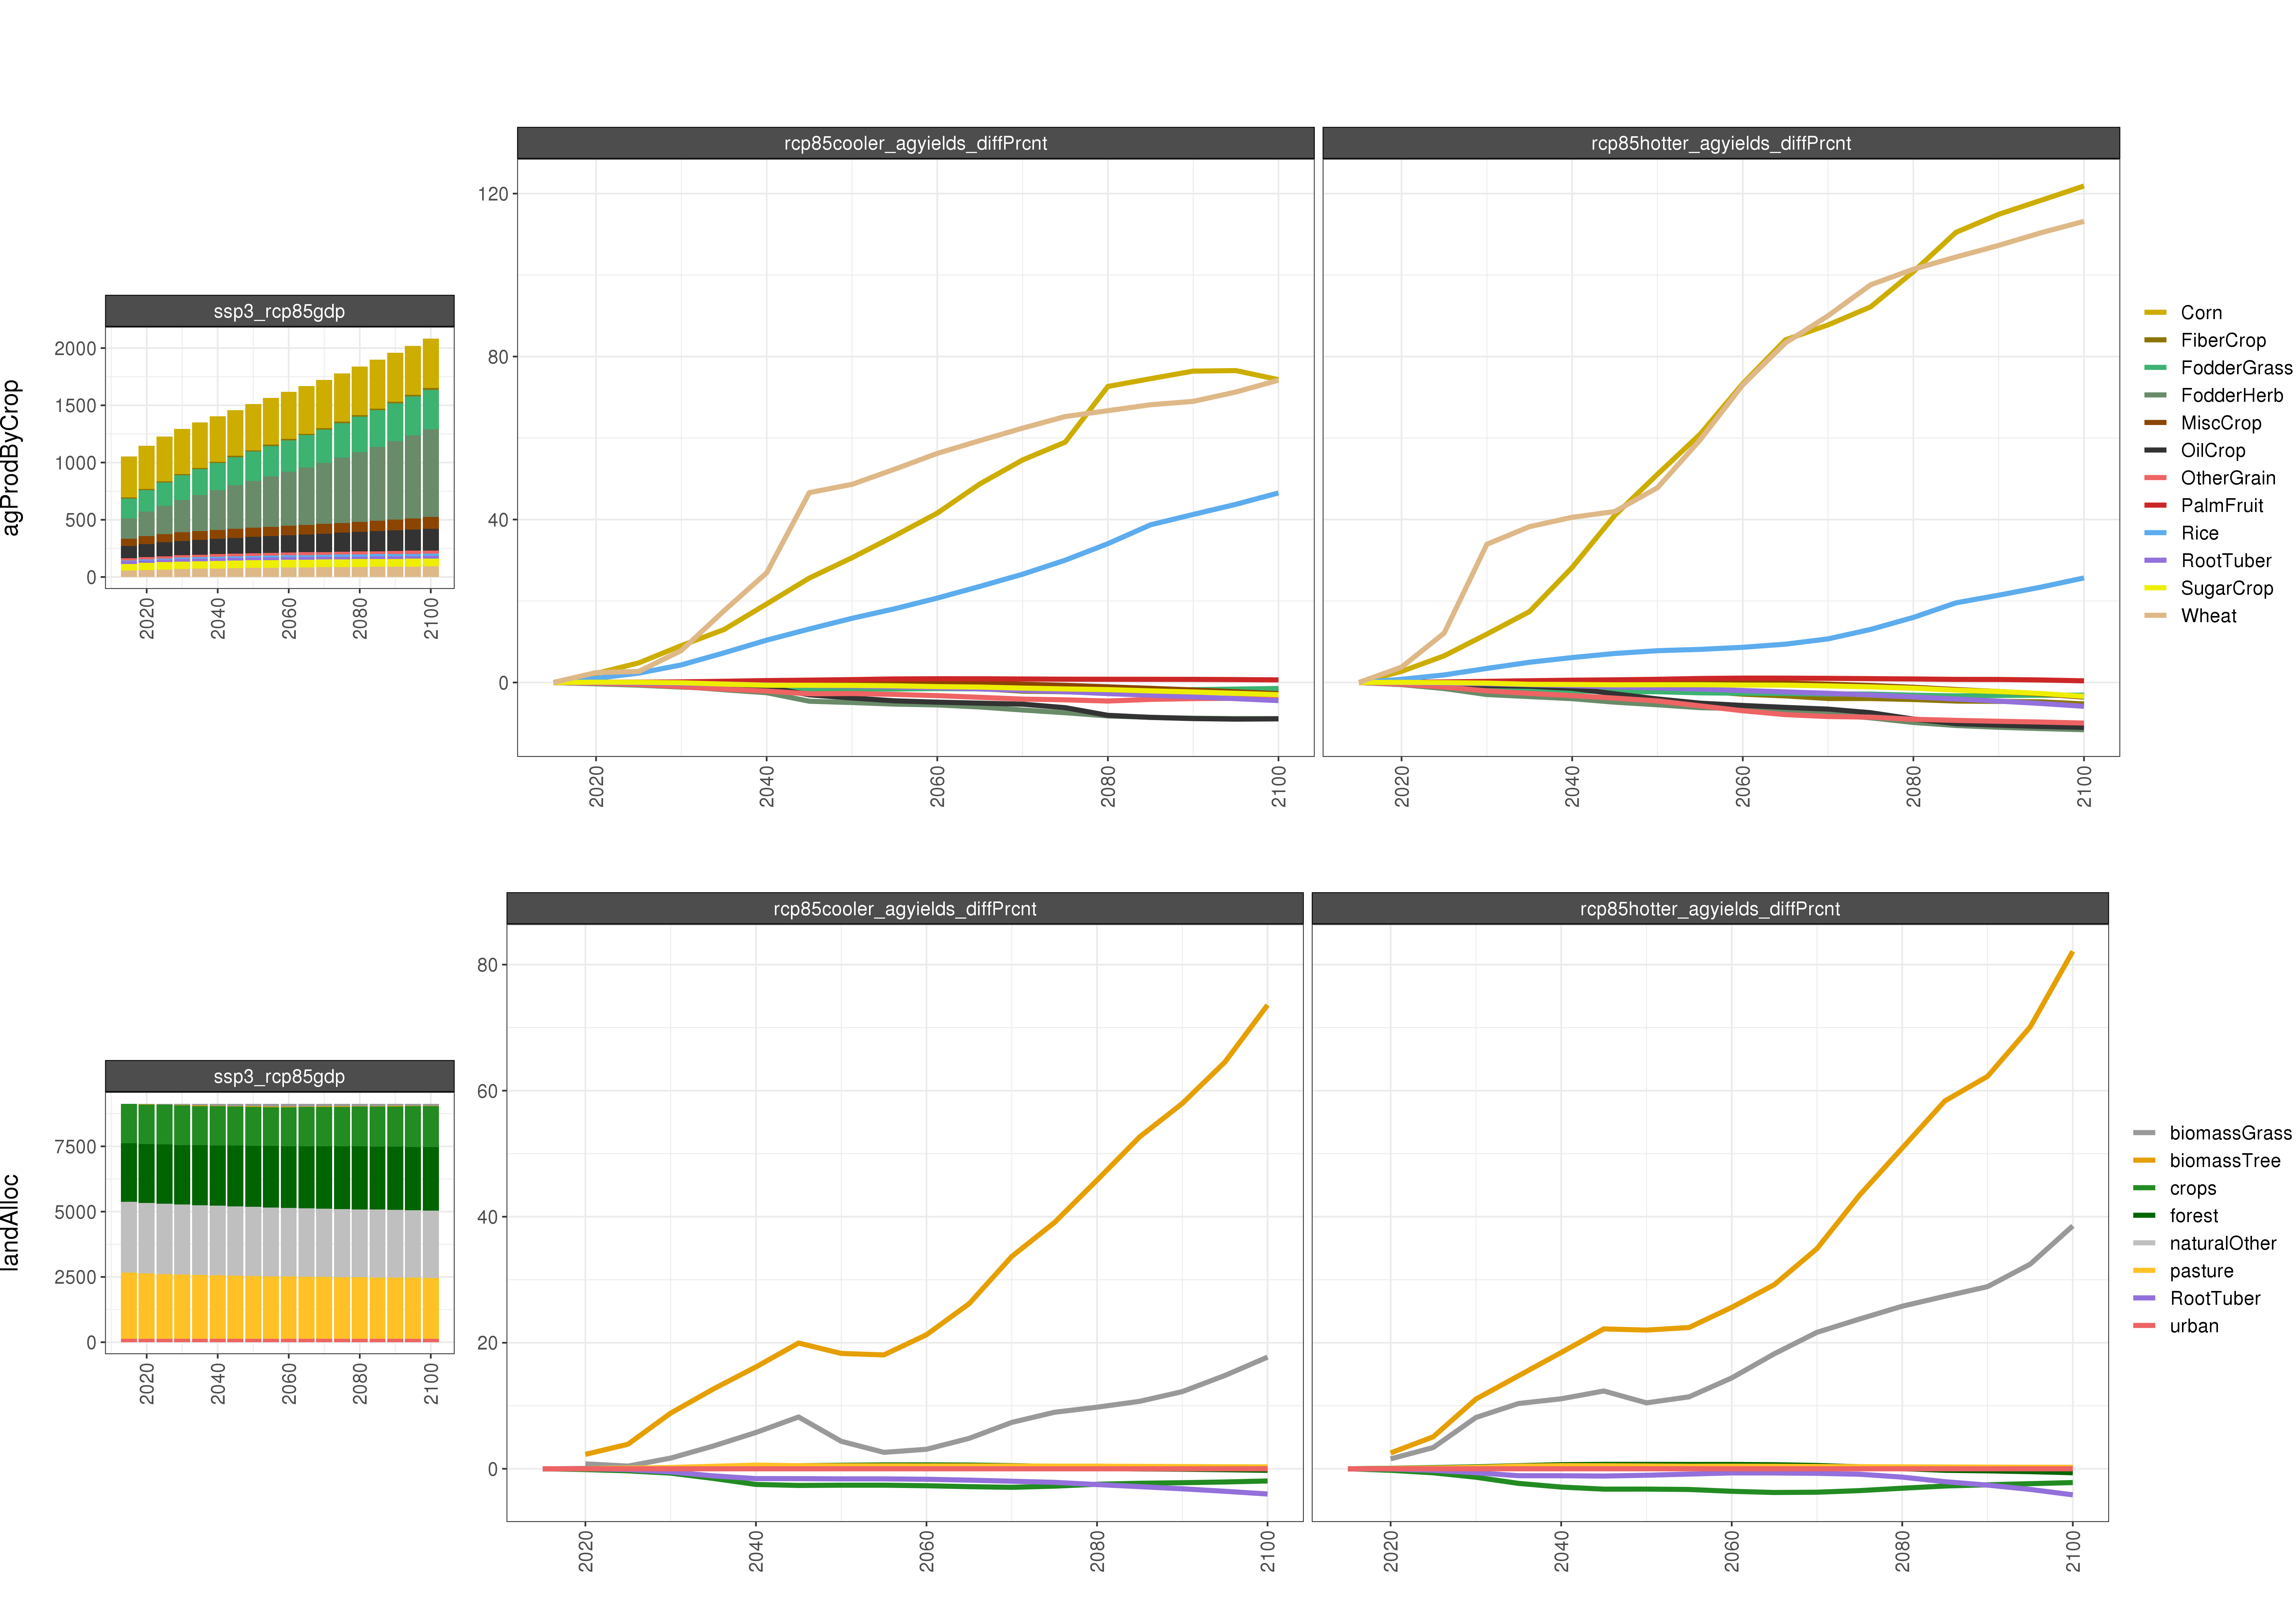 rcp85cooler_agyields_diffPrcnt
rcp85hotter_agyields_diffPrcnt
120
80
40
0
2020
2040
2060
2080
2100
2020
2040
2060
2080
2100
ssp3_rcp85gdp
agProdByCrop
2000
1500
1000
500
0
2020
2040
2060
2080
2100
Corn
FiberCrop
FodderGrass
FodderHerb
MiscCrop
OilCrop
OtherGrain
PalmFruit
Rice
RootTuber
SugarCrop
Wheat
rcp85cooler_agyields_diffPrcnt
rcp85hotter_agyields_diffPrcnt
80
60
40
20
0
2020
2040
2060
2080
2100
2020
2040
2060
2080
2100
ssp3_rcp85gdp
landAlloc
7500
5000
2500
0
2020
2040
2060
2080
2100
biomassGrass
biomassTree
crops
forest
naturalOther
pasture
RootTuber
urban